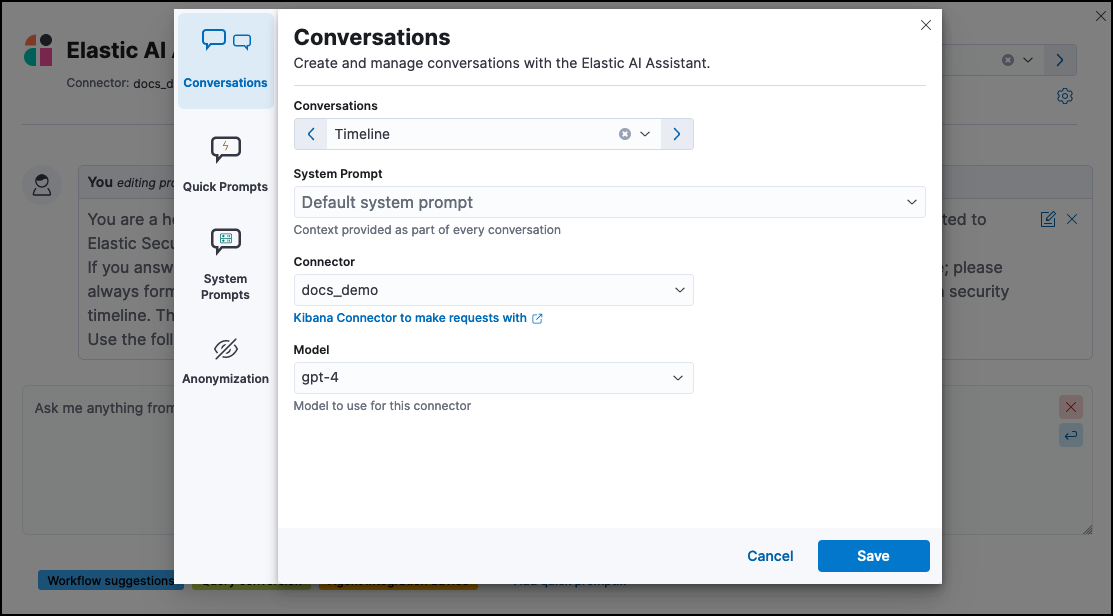 Elastic AI
Connector: docs_d
You editing pro
You are a he
ted to
Elastic Secu
If you answ
; please
always form
security
timeline. Th
Use the foll
Ask me anything from
Workflow suggestions
Conversations
Quick Prompts
System
Prompts
Anonymization
Conversations
Create and manage conversations with the Elastic AI Assistant.
Conversations
Timeline
System Prompt
Default system prompt
Context provided as part of every conversation
Connector
docs_demo
Kibana Connector to make requests with
Model
gpt-4
Model to use for this connector
Cancel
Save